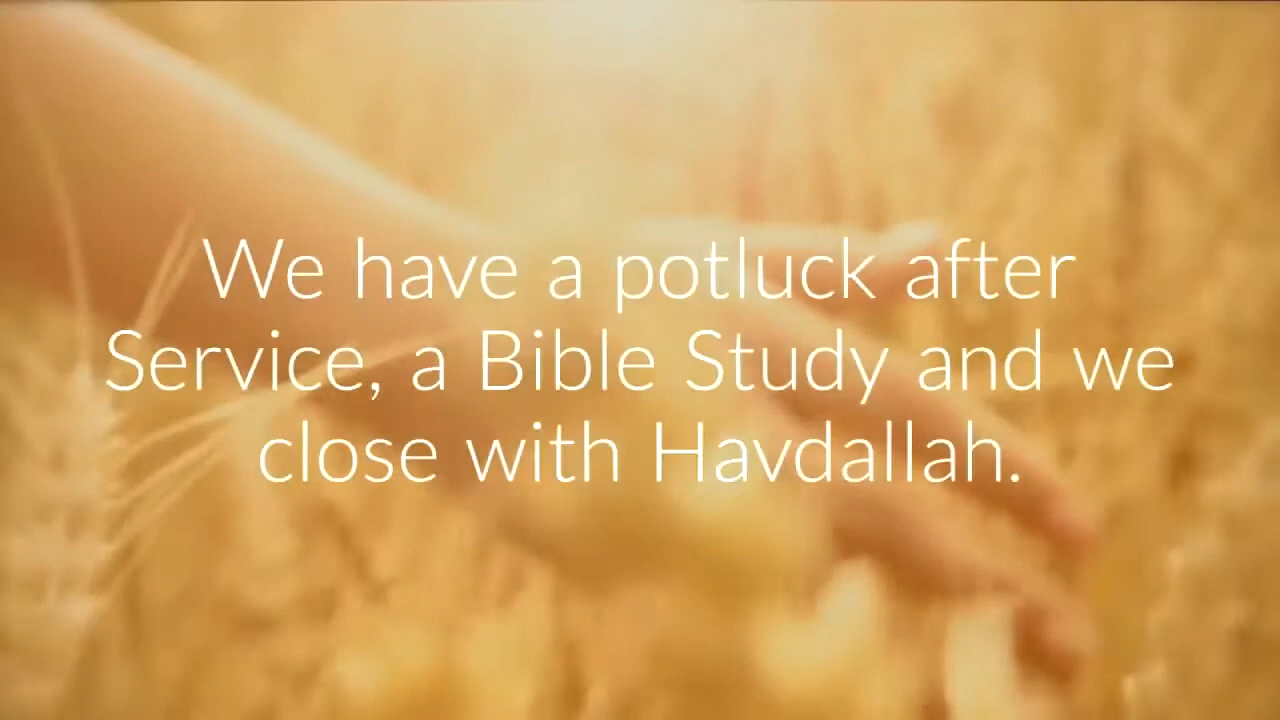 We have a potluck after
Service, a Bible Study and we
close with Havdallah.